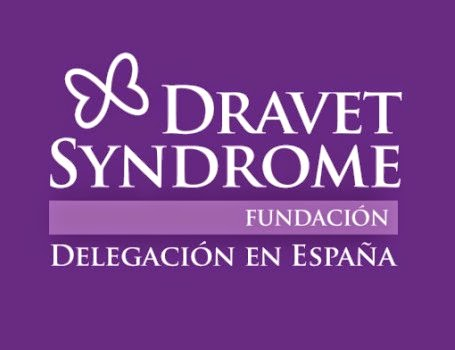 DRAVET
SYNDROME
FUNDACIÓN
DELEGACIÓN EN ESPAÑA